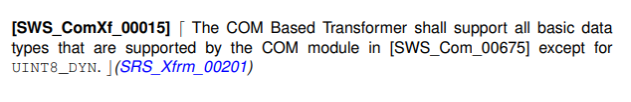 [SWS_ComXf_00015] ⌈ The COM Based Transformer shall support all basic data
types that are supported by the COM module in [SWS_Com_00675] except for
UINT8_DYN. ⌋(SRS_Xfrm_00201)